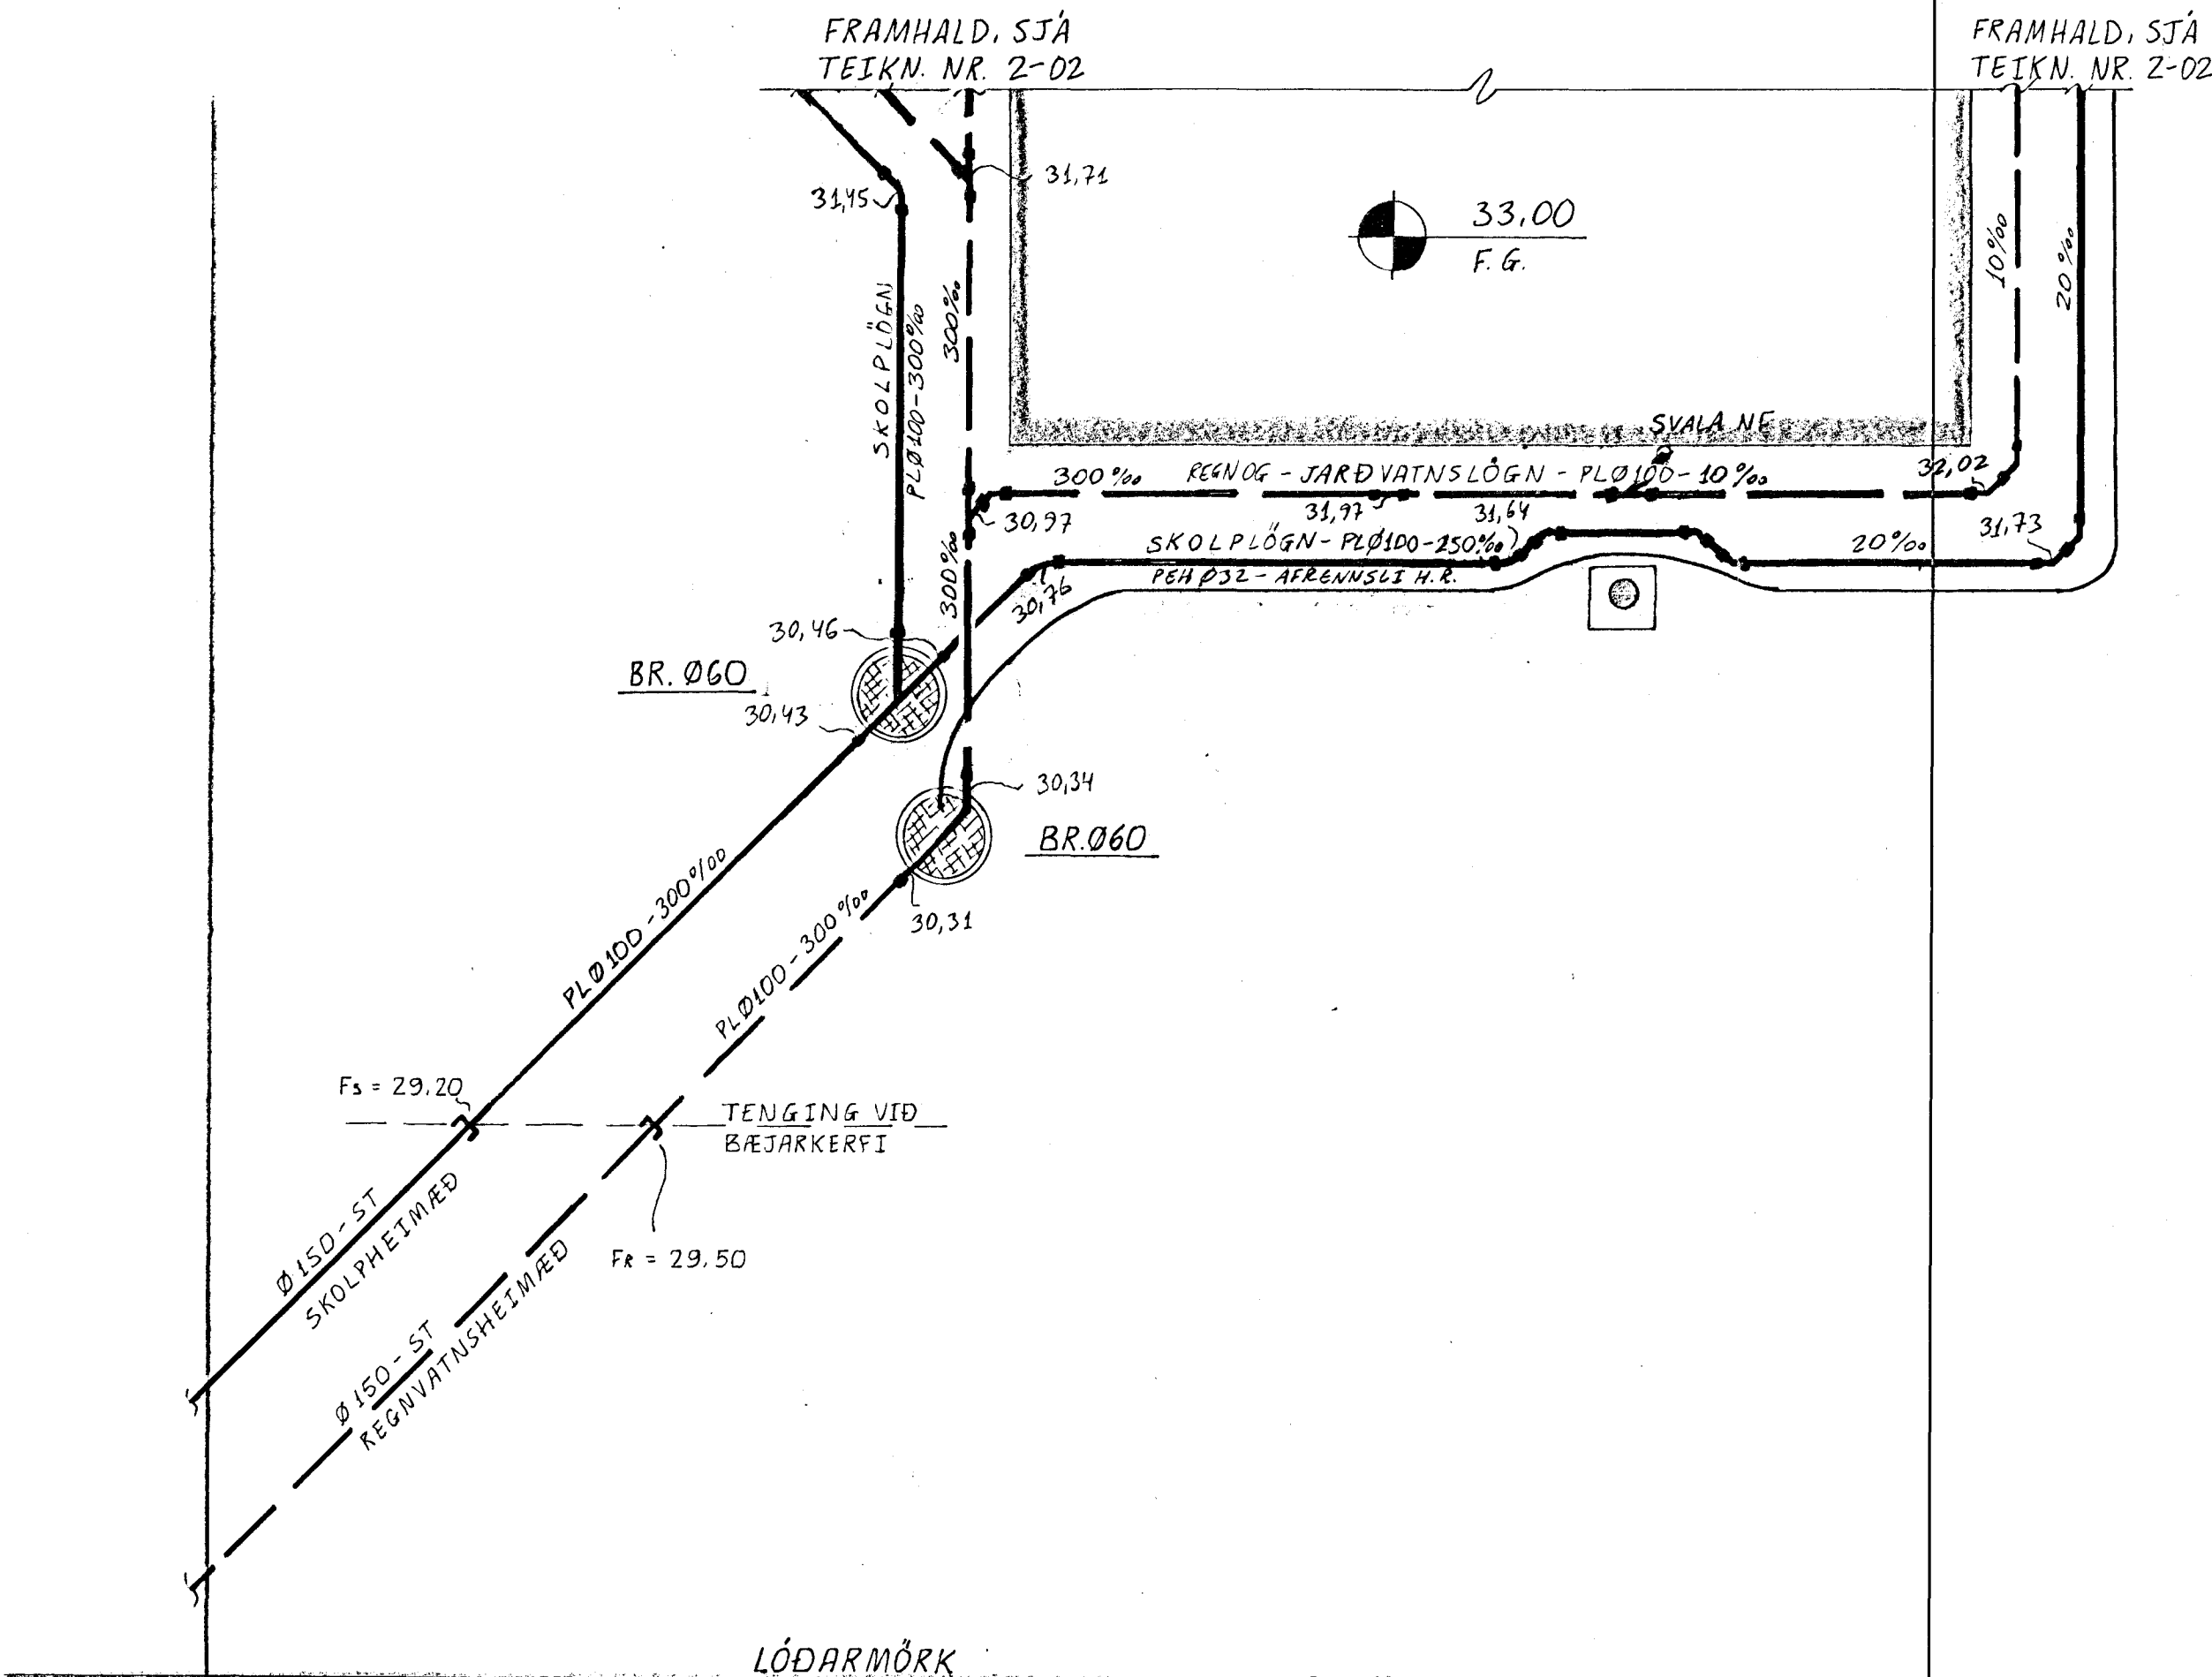 FRAMHALD, SJÁ
TEIKN. NR. 2-02
FRAMHALD, SJÁ
TEIKN. NR. 2-02
31,45
31,71
33,00
F. G.
10‰
20‰
SKOLPLÖGN
PLØ100-300‰
300‰
SVALA NF
300‰ REGNOG - JARÐVATNSLÖGN - PLØ100-10‰
32,02
30,97
31,97
31,64
31,73
SKOLPLÖGN - PLØ100-250‰
20‰
PEH Ø32 - AFRENNSLI H.R.
300‰
30,76
30,46
BR. Ø60
30,43
30,34
BR. Ø60
30,31
PLØ100-300‰
PLØ100-300‰
Fs = 29.20
TENGING VIÐ
BÆJARKERFI
FR = 29,50
Ø150-ST
SKOLPHEIMÆÐ
Ø150-ST
REGNVATNSHEIMÆÐ
LÓÐARMÖRK